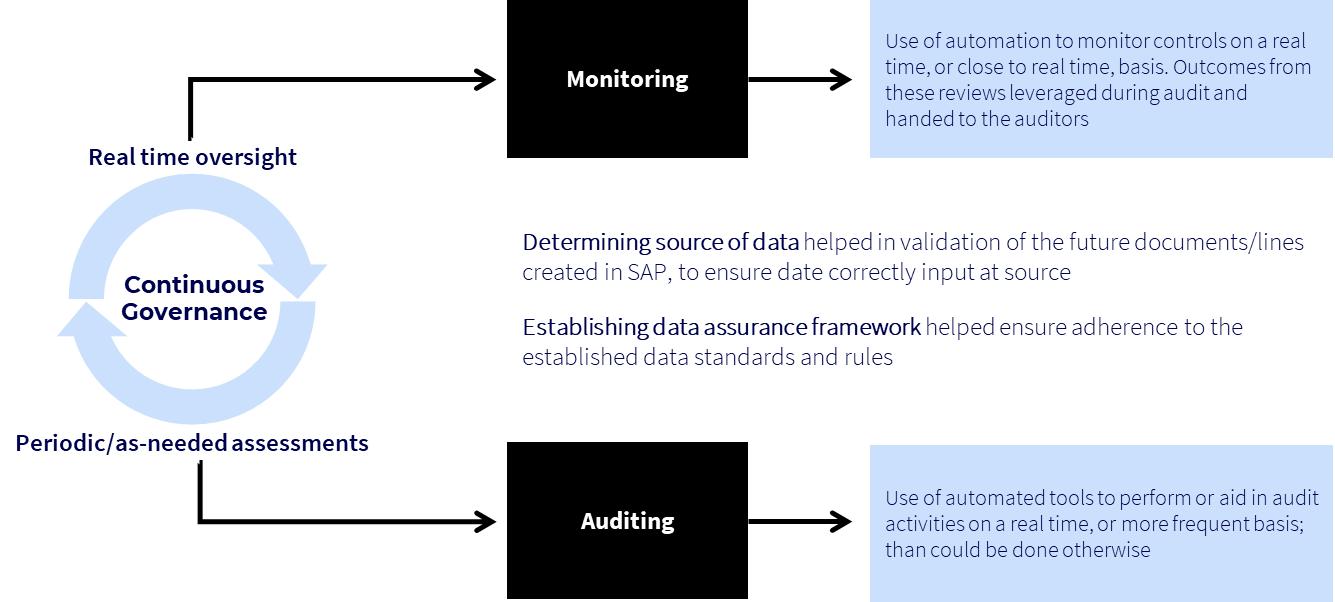 Monitoring
Use of automation to monitor controls on a real
time, or close to real time, basis. Outcomes from
these reviews leveraged during audit and
handed to the auditors
Real time oversight
Continuous
Governance
Determining source of data helped in validation of the future documents/lines
created in SAP, to ensure date correctly input at source
Establishing data assurance framework helped ensure adherence to the
established data standards and rules
Periodic/as-needed assessments
Auditing
Use of automated tools to perform or aid in audit
activities on a real time, or more frequent basis;
than could be done otherwise